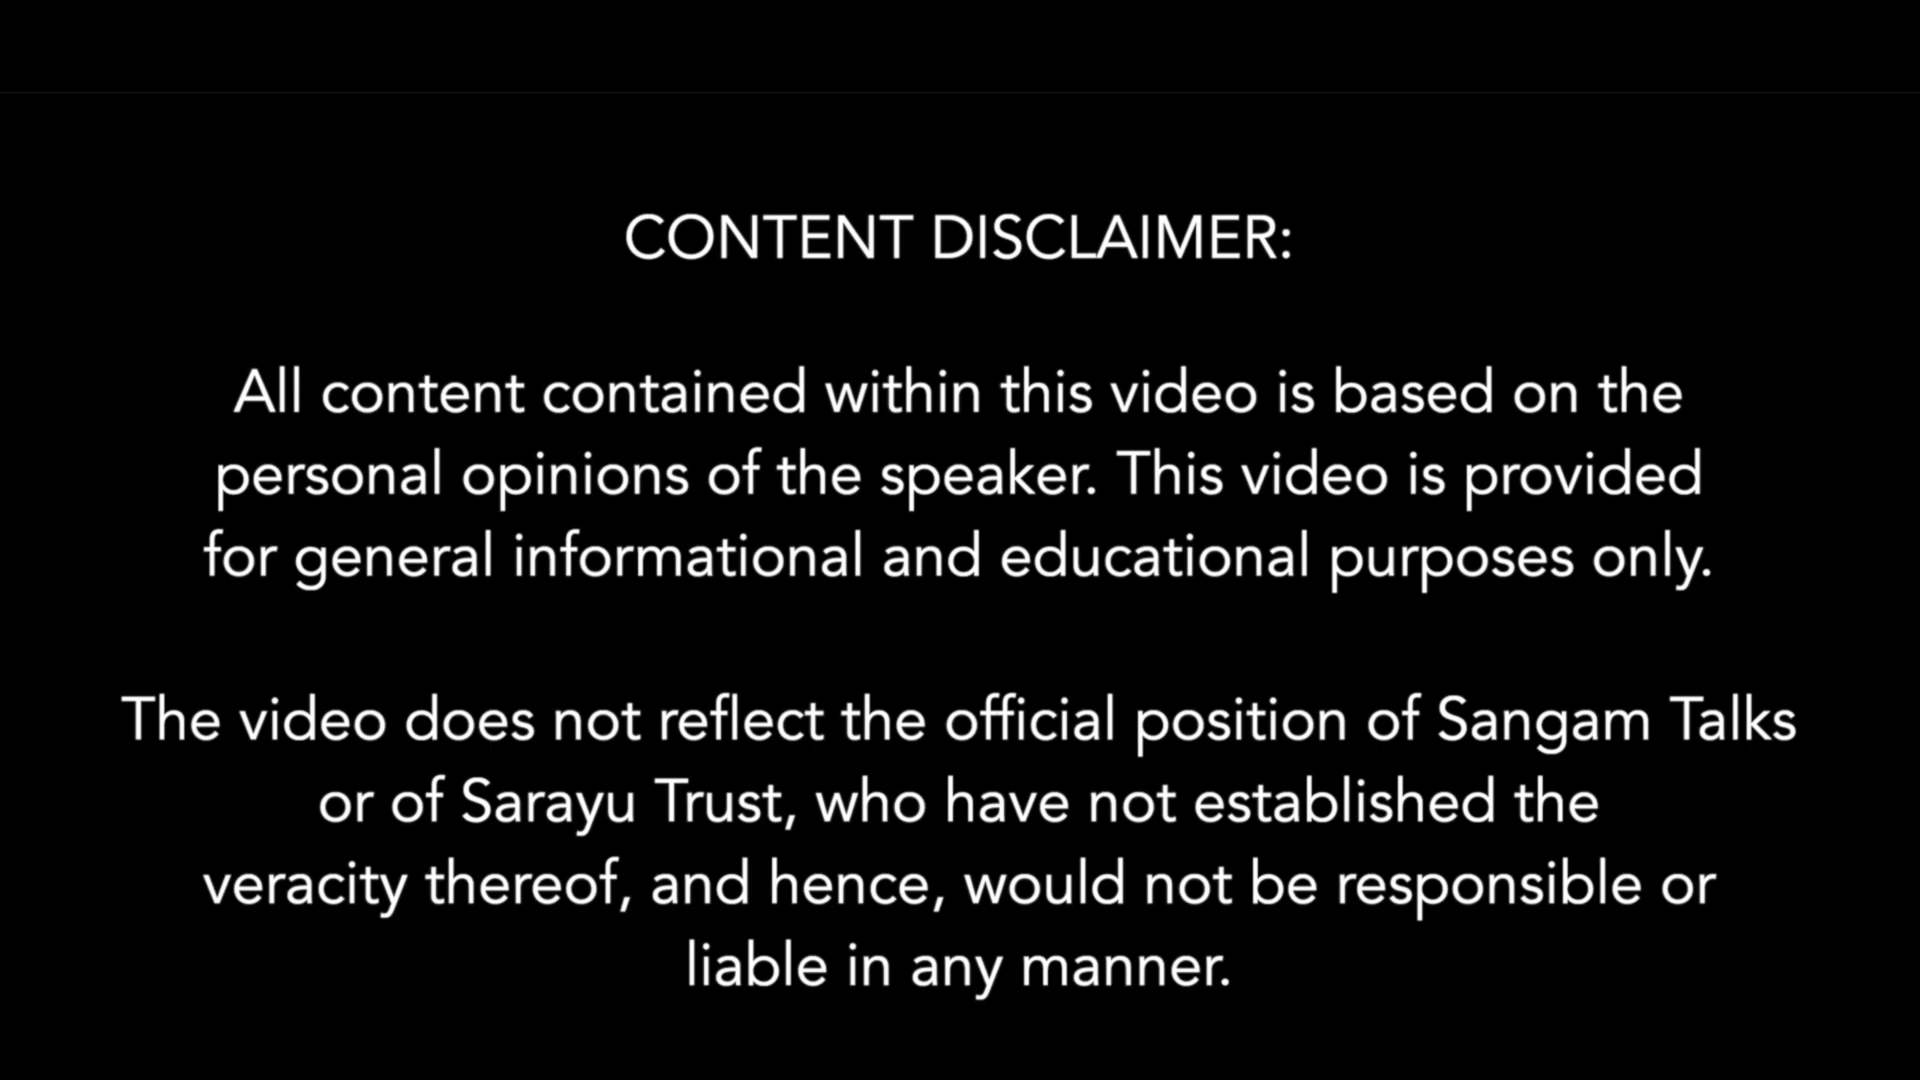 CONTENT DISCLAIMER:
All content contained within this video is based on the
personal opinions of the speaker. This video is provided
for general informational and educational purposes only.
The video does not reflect the official position of Sangam Talks
or of Sarayu Trust, who have not established the
veracity thereof, and hence, would not be responsible or
liable in any manner.